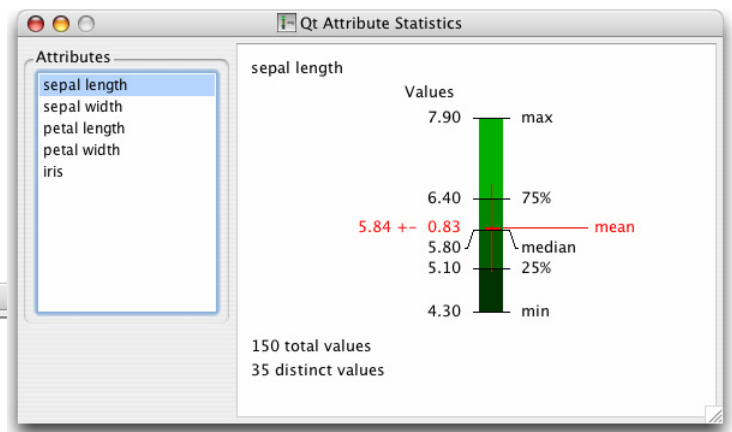 Qt Attribute Statistics
Attributes
sepal length
sepal width
petal length
petal width
iris
sepal length
Values
7.90 max
6.40 75%
5.84 +- 0.83 mean
5.80 median
5.10 25%
4.30 min
150 total values
35 distinct values